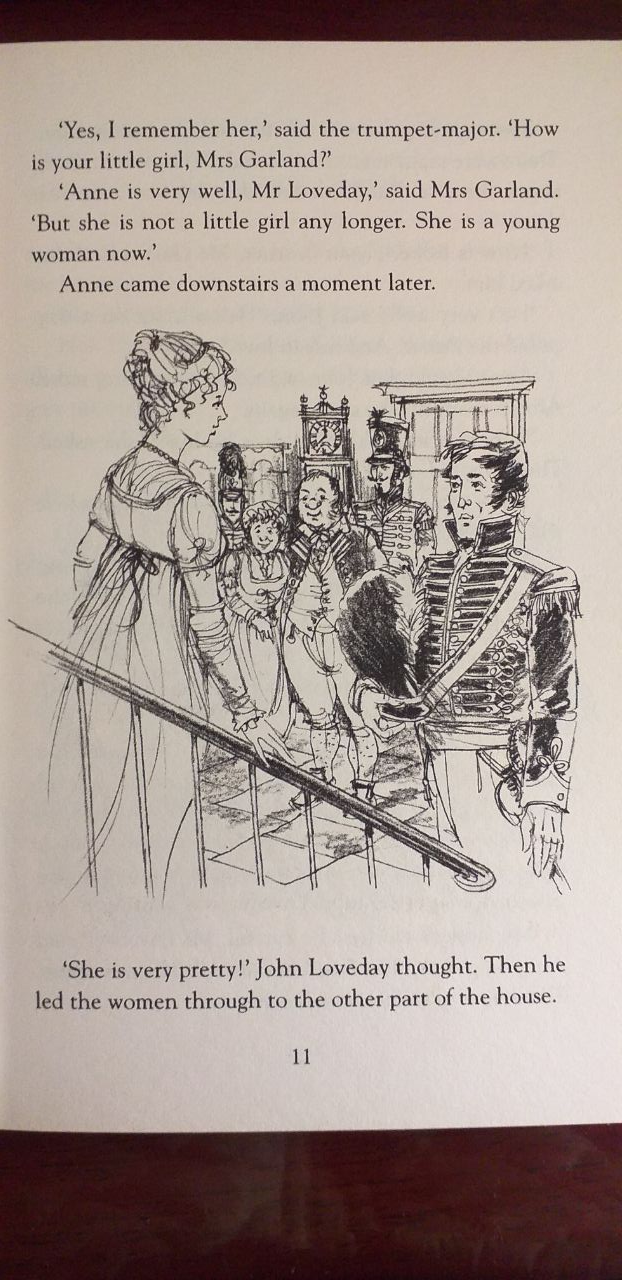 ‘Yes, I remember her,’ said the trumpet-major. ‘How
is your little girl, Mrs Garland?’
‘Anne is very well, Mr Loveday,’ said Mrs Garland.
‘But she is not a little girl any longer. She is a young
woman now.’
Anne came downstairs a moment later.
‘She is very pretty!’ John Loveday thought. Then he
led the women through to the other part of the house.
11